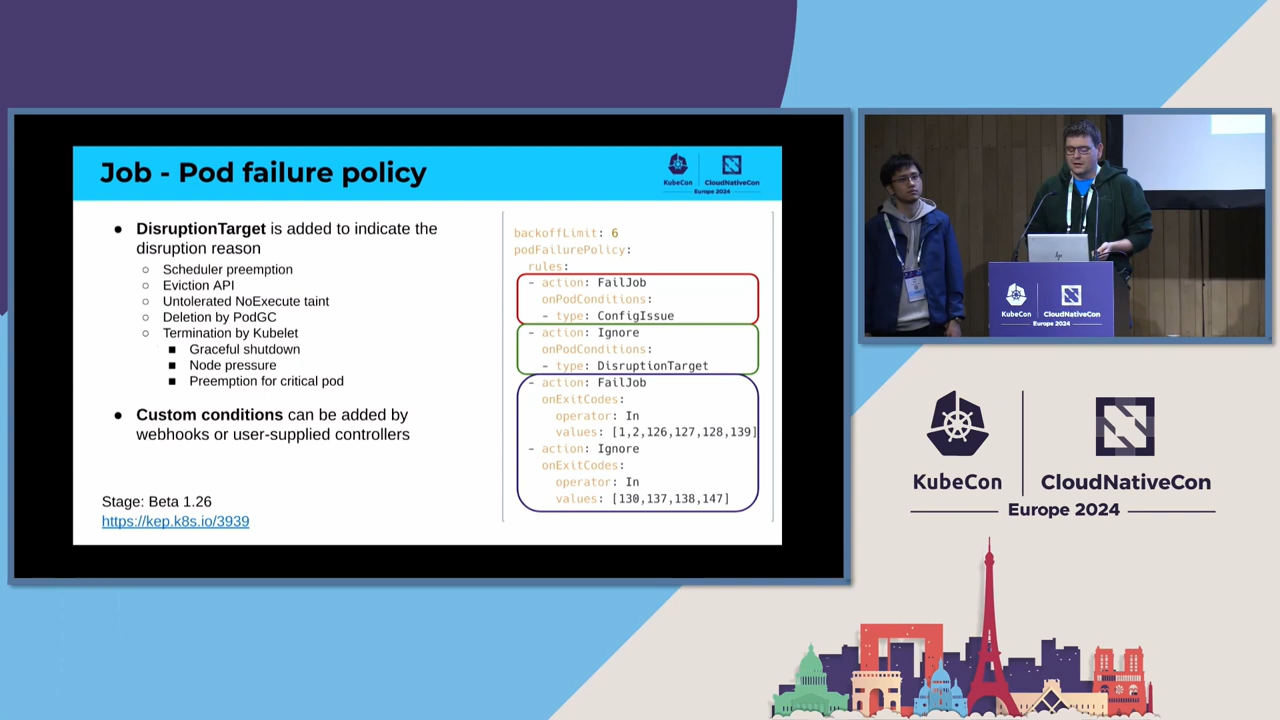 Job - Pod failure policy
KubeCon
CloudNativeCon
Europe 2024
● DisruptionTarget is added to indicate the
disruption reason
○ Scheduler preemption
○ Eviction API
○ Untolerated NoExecute taint
○ Deletion by PodGC
○ Termination by Kubelet
■ Graceful shutdown
■ Node pressure
■ Preemption for critical pod
● Custom conditions can be added by
webhooks or user-supplied controllers
Stage: Beta 1.26
https://kep.k8s.io/3939
backoffLimit: 6
podFailurePolicy:
rules:
- action: FailJob
onPodConditions:
- type: ConfigIssue
- action: Ignore
onPodConditions:
- type: DisruptionTarget
- action: FailJob
onExitCodes:
operator: In
values: [1,2,126,127,128,139]
- action: Ignore
onExitCodes:
operator: In
values: [130,137,138,147]
hp
KubeCon
CloudNativeCon
Europe 2024
KubeCon
CloudNativeCon
Europe 2024